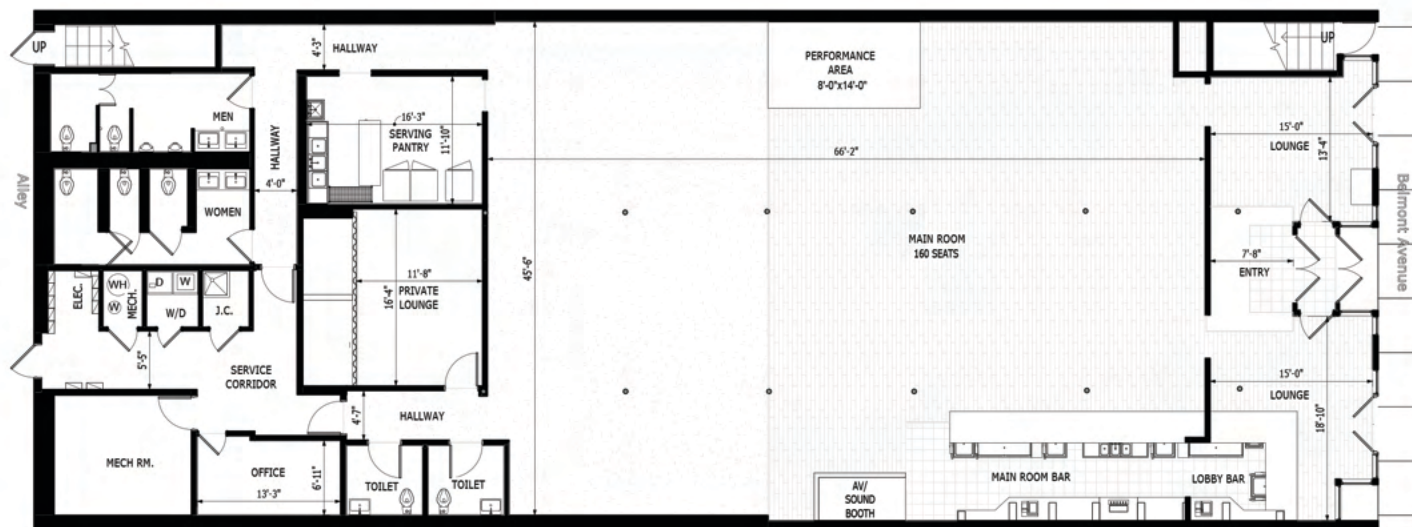 UP
4'-3"
HALLWAY
PERFORMANCE
AREA
8'-0"x14'-0"
UP
MEN
16'-3"
SERVING
PANTRY
11'-10"
15'-0"
LOUNGE
13'-4"
HALLWAY
4'-0"
66'-2"
Alley
Belmont Avenue
WOMEN
MAIN ROOM
160 SEATS
45'-6"
7'-8"
ENTRY
11'-8"
PRIVATE
LOUNGE
16'-4"
ELEC.
WH
W
MECH.
D
W
W/D
J.C.
5'-5"
SERVICE
CORRIDOR
15'-0"
LOUNGE
18'-10"
4'-7"
HALLWAY
MECH RM.
OFFICE
13'-3"
6'-11"
TOILET
TOILET
AV/
SOUND
BOOTH
MAIN ROOM BAR
LOBBY BAR